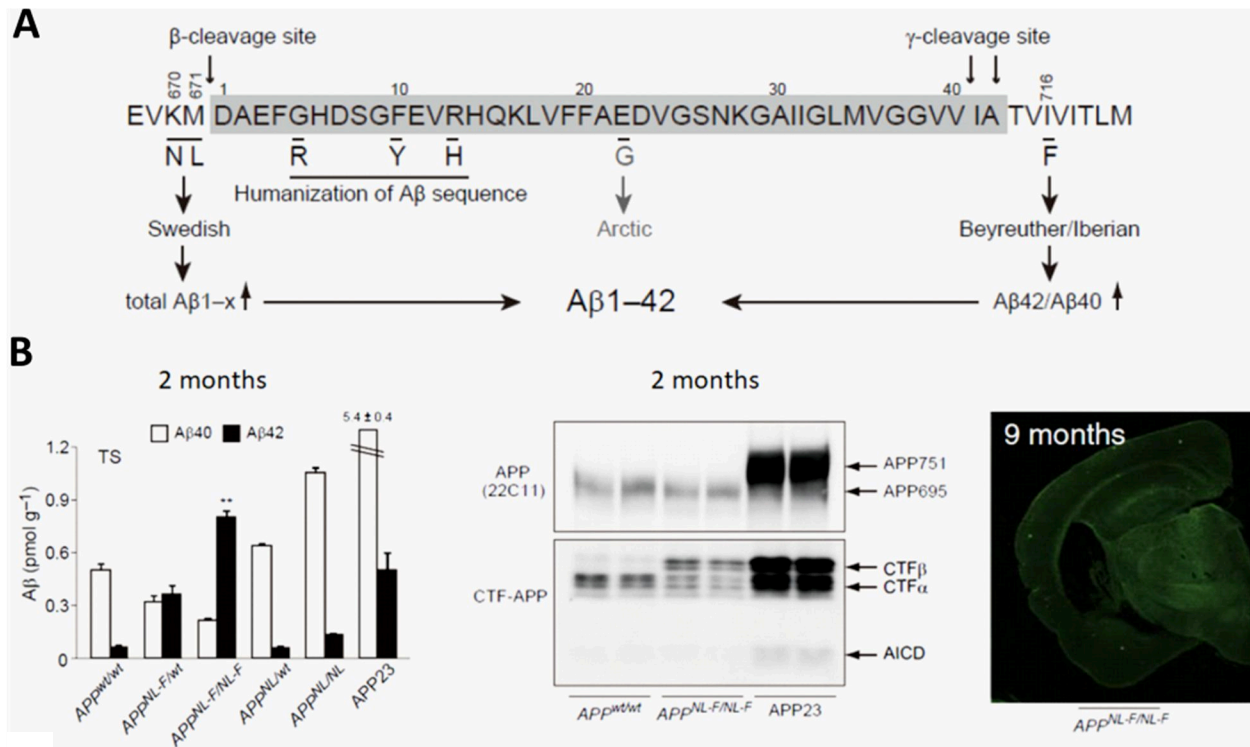 A
β-cleavage site
γ-cleavage site
670
671
1
10
20
30
40
716
EVKMDAEFGHDSGFEVRHQKLVFFAEDVGSNKGAIIGLMVGGVV IA TVIVITLM
N L R Y H G F
Humanization of Aβ sequence
Swedish
Arctic
Beyreuther/Iberian
total Aβ1–x
Aβ1–42
Aβ42/Aβ40
B
2 months
5.4 ± 0.4
Aβ40 Aβ42
TS
Aβ (pmol g⁻¹)
1.2
0.9
0.6
0.3
0
**
APPwt/wt
APPNL-F/wt
APPNL-F/NL-F
APPNL/wt
APPNL/NL
APP23
2 months
APP
(22C11)
APP751
APP695
CTF-APP
CTFβ
CTFα
AICD
APPwt/wt APPNL-F/NL-F APP23
9 months
APPNL-F/NL-F